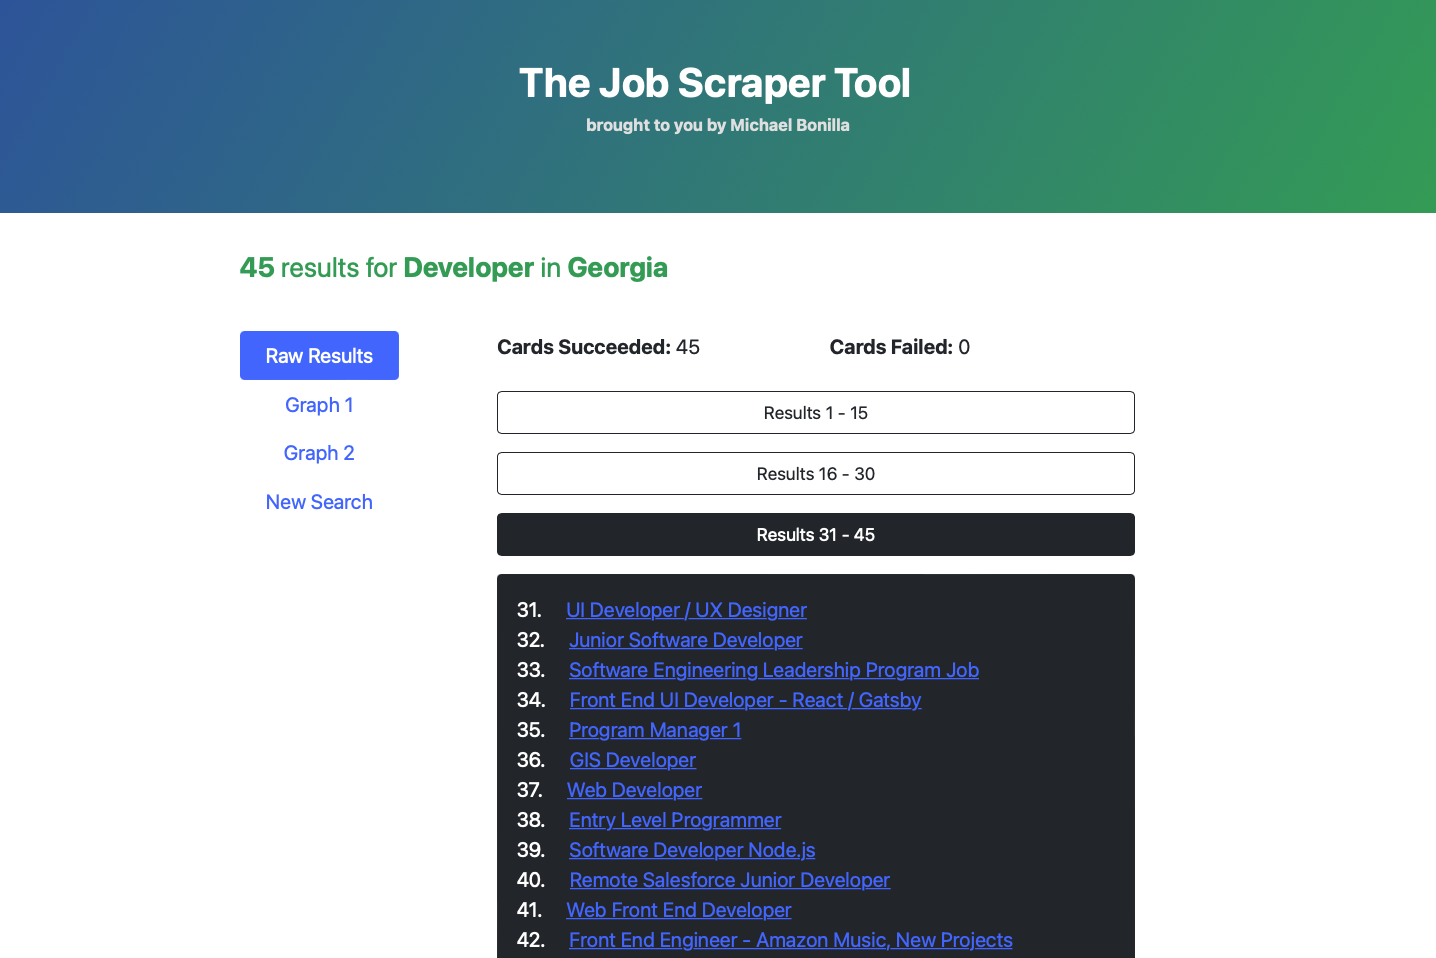 The Job Scraper Tool
brought to you by Michael Bonilla
45 results for Developer in Georgia
Raw Results
Graph 1
Graph 2
New Search
Cards Succeeded: 45
Cards Failed: 0
Results 1 - 15
Results 16 - 30
Results 31 - 45
31. UI Developer / UX Designer
32. Junior Software Developer
33. Software Engineering Leadership Program Job
34. Front End UI Developer - React / Gatsby
35. Program Manager 1
36. GIS Developer
37. Web Developer
38. Entry Level Programmer
39. Software Developer Node.js
40. Remote Salesforce Junior Developer
41. Web Front End Developer
42. Front End Engineer - Amazon Music, New Projects